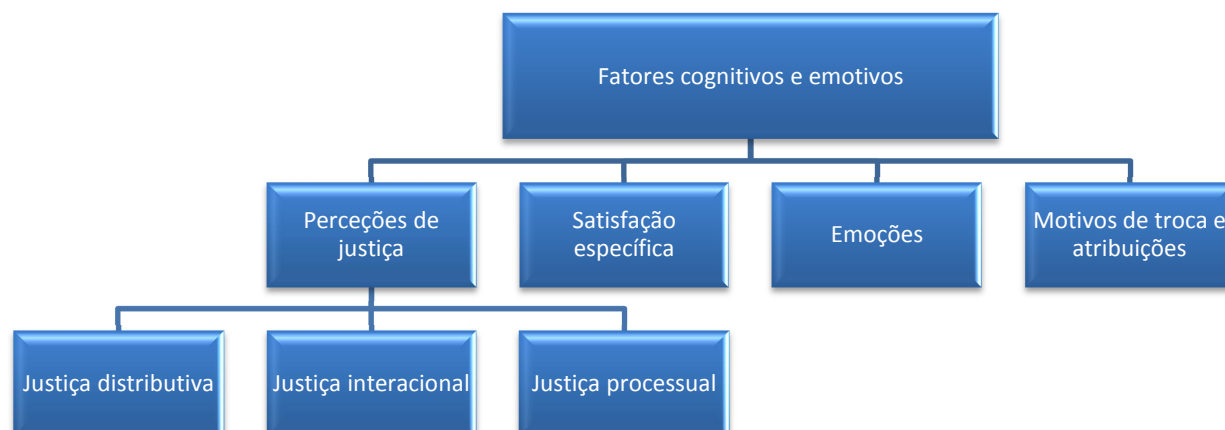 Fatores cognitivos e emotivos
Perceções de
justiça
Satisfação
específica
Emoções
Motivos de troca e
atribuições
Justiça distributiva
Justiça interacional
Justiça processual